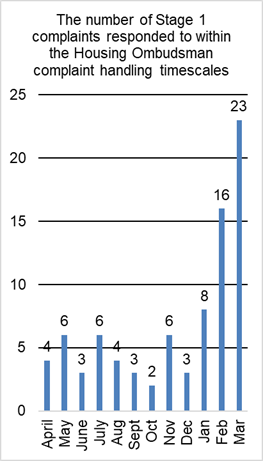 The number of Stage 1
complaints responded to within
the Housing Ombudsman
complaint handling timescales
25
20
15
10
5
0
4
6
3
6
4
3
2
6
3
8
16
23
April
May
June
July
Aug
Sept
Oct
Nov
Dec
Jan
Feb
Mar